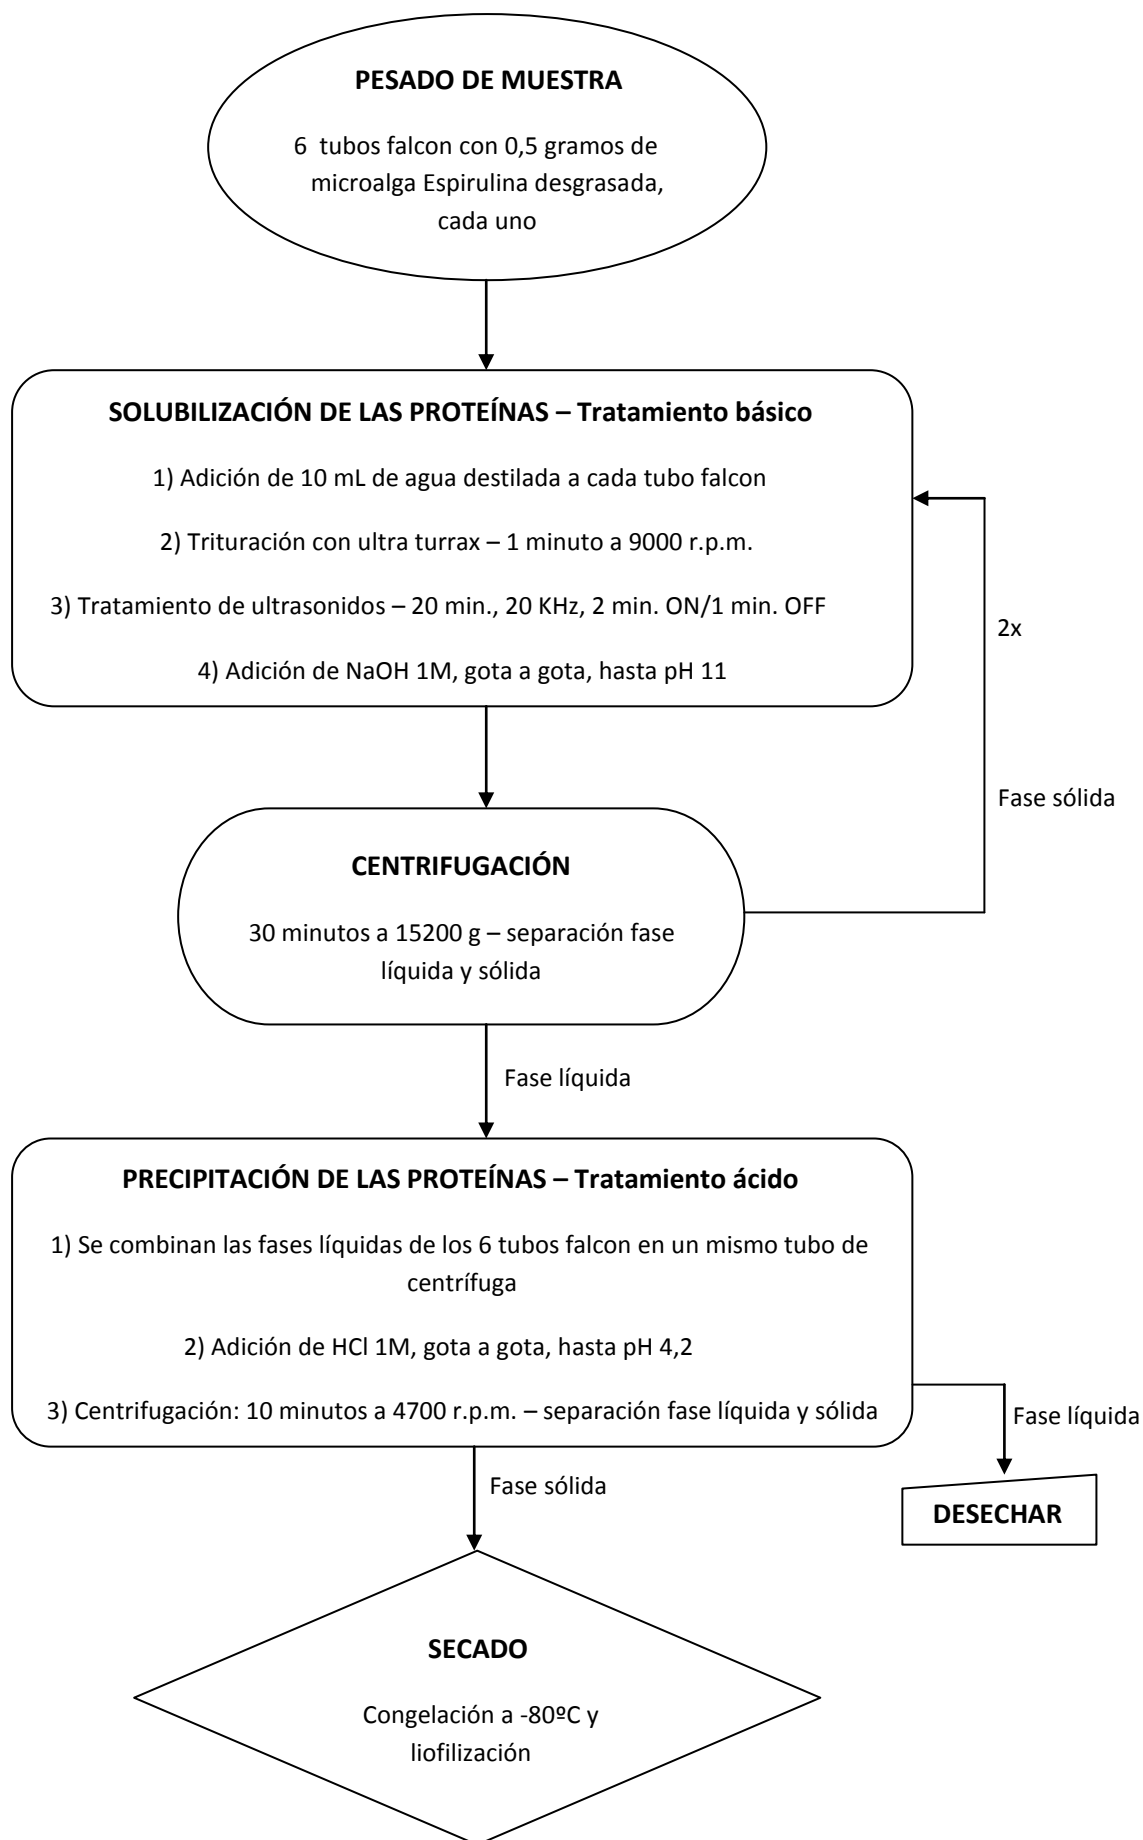 PESADO DE MUESTRA
6 tubos falcon con 0,5 gramos de
microalga Espirulina desgrasada,
cada uno
SOLUBILIZACIÓN DE LAS PROTEÍNAS – Tratamiento básico
1) Adición de 10 mL de agua destilada a cada tubo falcon
2) Trituración con ultra turrax – 1 minuto a 9000 r.p.m.
3) Tratamiento de ultrasonidos – 20 min., 20 KHz, 2 min. ON/1 min. OFF
4) Adición de NaOH 1M, gota a gota, hasta pH 11
2x
Fase sólida
CENTRIFUGACIÓN
30 minutos a 15200 g – separación fase
líquida y sólida
Fase líquida
PRECIPITACIÓN DE LAS PROTEÍNAS – Tratamiento ácido
1) Se combinan las fases líquidas de los 6 tubos falcon en un mismo tubo de
centrífuga
2) Adición de HCl 1M, gota a gota, hasta pH 4,2
3) Centrifugación: 10 minutos a 4700 r.p.m. – separación fase líquida y sólida
Fase líquida
Fase sólida
DESECHAR
SECADO
Congelación a -80ºC y
liofilización